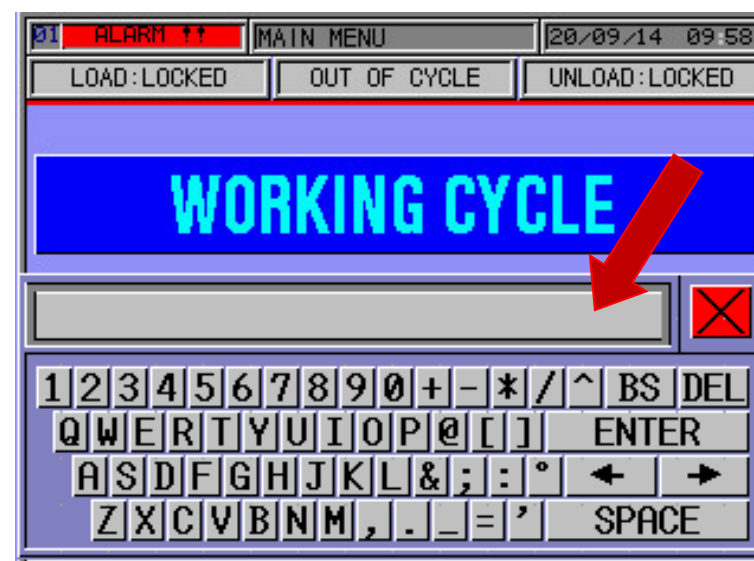 01 ALARM !! MAIN MENU 20/09/14 09:58
LOAD:LOCKED OUT OF CYCLE UNLOAD:LOCKED
WORKING CYCLE
1 2 3 4 5 6 7 8 9 0 + - * / ^ BS DEL
Q W E R T Y U I O P @ [ ] ENTER
A S D F G H J K L & ; : ° ← →
Z X C V B N M , . _ = ' SPACE